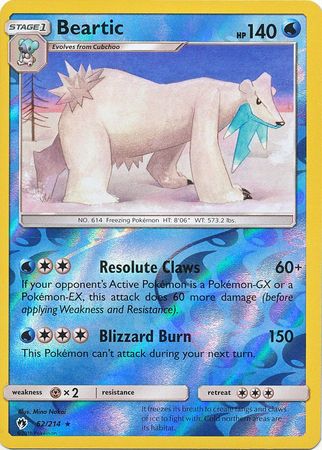 STAGE 1
Beartic
HP 140
Evolves from Cubchoo
NO. 614 Freezing Pokémon HT: 8'06" WT: 573.2 lbs.
Resolute Claws 60+
If your opponent's Active Pokémon is a Pokémon-GX or a
Pokémon-EX, this attack does 60 more damage (before
applying Weakness and Resistance).
Blizzard Burn 150
This Pokémon can't attack during your next turn.
weakness ×2 resistance retreat
Illus. Mina Nakai
62/214 ★
It freezes its breath to create fangs and claws
of ice to fight with. Cold northern areas are
its habitat.